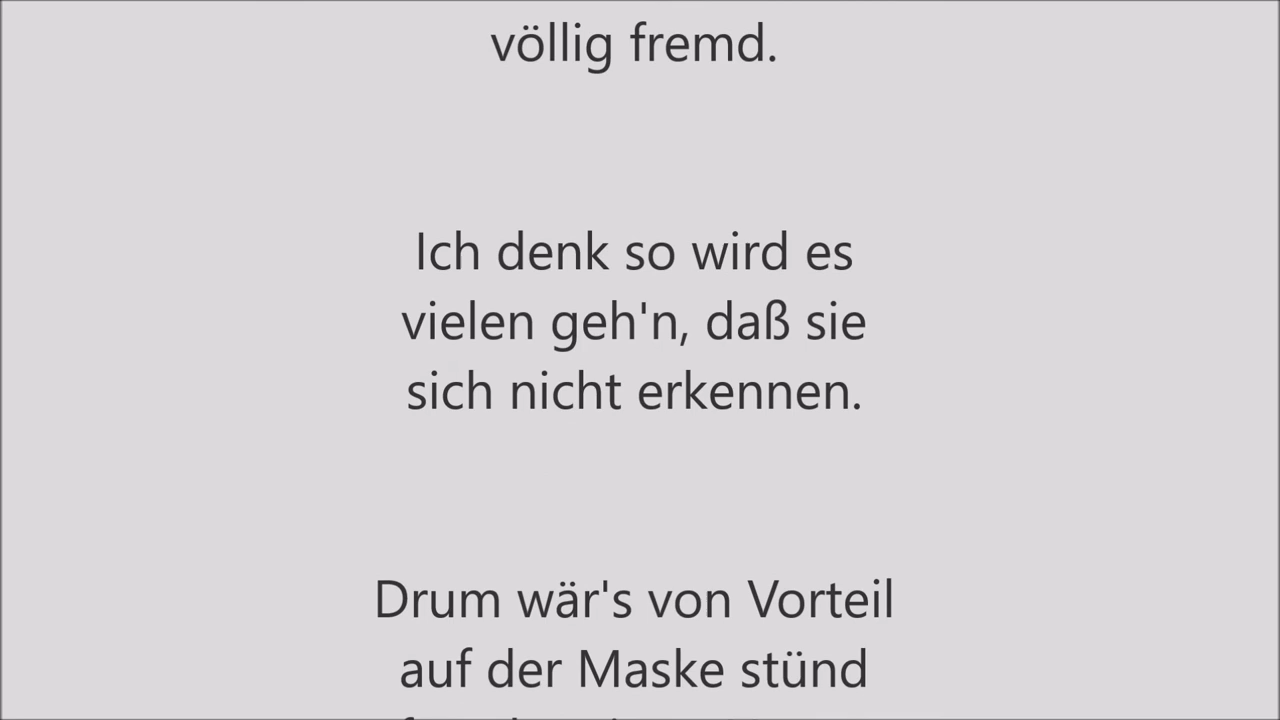 völlig fremd.
Ich denk so wird es
vielen geh'n, daß sie
sich nicht erkennen.
Drum wär's von Vorteil
auf der Maske stünd